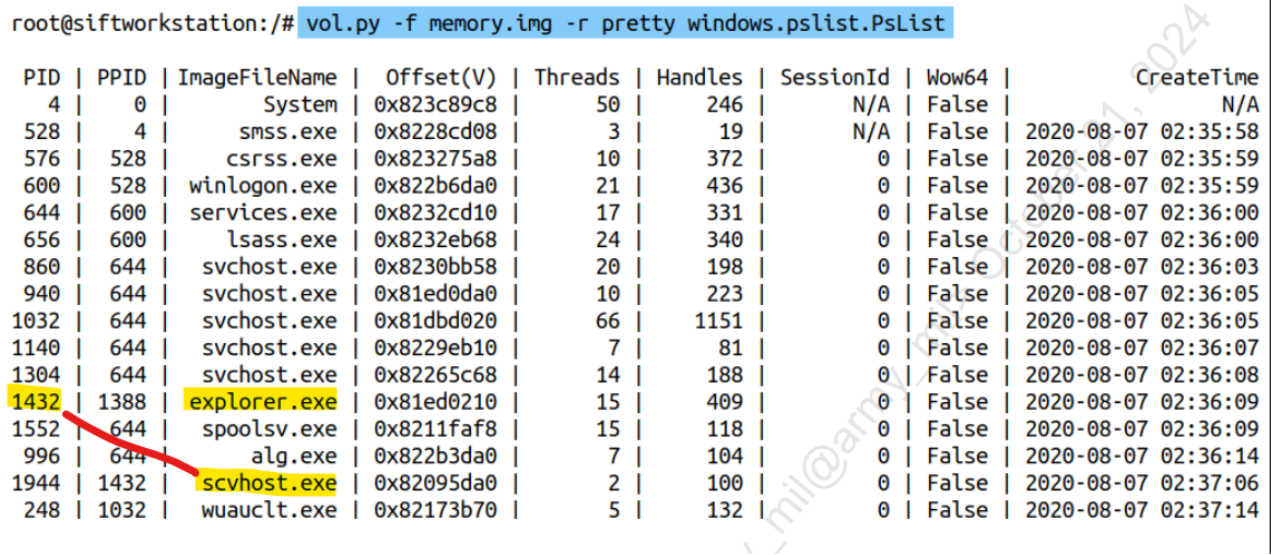 root@siftworkstation:/# vol.py -f memory.img -r pretty windows.pslist.PsList
PID | PPID | ImageFileName | Offset(V) | Threads | Handles | SessionId | Wow64 | CreateTime
4 | 0 | System | 0x823c89c8 | 50 | 246 | N/A | False | N/A
528 | 4 | smss.exe | 0x8228cd08 | 3 | 19 | N/A | False | 2020-08-07 02:35:58
576 | 528 | csrss.exe | 0x823275a8 | 10 | 372 | 0 | False | 2020-08-07 02:35:59
600 | 528 | winlogon.exe | 0x822b6da0 | 21 | 436 | 0 | False | 2020-08-07 02:35:59
644 | 600 | services.exe | 0x8232cd10 | 17 | 331 | 0 | False | 2020-08-07 02:36:00
656 | 600 | lsass.exe | 0x8232eb68 | 24 | 340 | 0 | False | 2020-08-07 02:36:00
860 | 644 | svchost.exe | 0x8230bb58 | 20 | 198 | 0 | False | 2020-08-07 02:36:03
940 | 644 | svchost.exe | 0x81ed0da0 | 10 | 223 | 0 | False | 2020-08-07 02:36:05
1032 | 644 | svchost.exe | 0x81dbd020 | 66 | 1151 | 0 | False | 2020-08-07 02:36:05
1140 | 644 | svchost.exe | 0x8229eb10 | 7 | 81 | 0 | False | 2020-08-07 02:36:07
1304 | 644 | svchost.exe | 0x82265c68 | 14 | 188 | 0 | False | 2020-08-07 02:36:08
1432 | 1388 | explorer.exe | 0x81ed0210 | 15 | 409 | 0 | False | 2020-08-07 02:36:09
1552 | 644 | spoolsv.exe | 0x8211faf8 | 15 | 118 | 0 | False | 2020-08-07 02:36:09
996 | 644 | alg.exe | 0x822b3da0 | 7 | 104 | 0 | False | 2020-08-07 02:36:14
1944 | 1432 | scvhost.exe | 0x82095da0 | 2 | 100 | 0 | False | 2020-08-07 02:37:06
248 | 1032 | wuauclt.exe | 0x82173b70 | 5 | 132 | 0 | False | 2020-08-07 02:37:14
_mil@army_mil> October 21, 2024